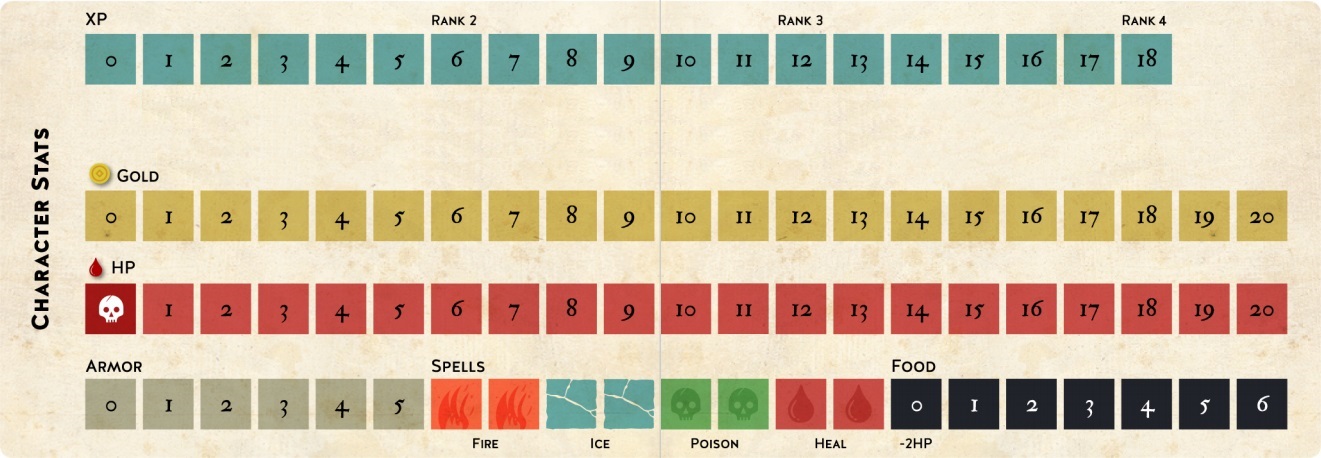 XP Rank 2 Rank 3 Rank 4
0 1 2 3 4 5 6 7 8 9 10 11 12 13 14 15 16 17 18
Character Stats
Gold
0 1 2 3 4 5 6 7 8 9 10 11 12 13 14 15 16 17 18 19 20
HP
1 2 3 4 5 6 7 8 9 10 11 12 13 14 15 16 17 18 19 20
Armor Spells Food
0 1 2 3 4 5 0 1 2 3 4 5 6
Fire Ice Poison Heal -2HP